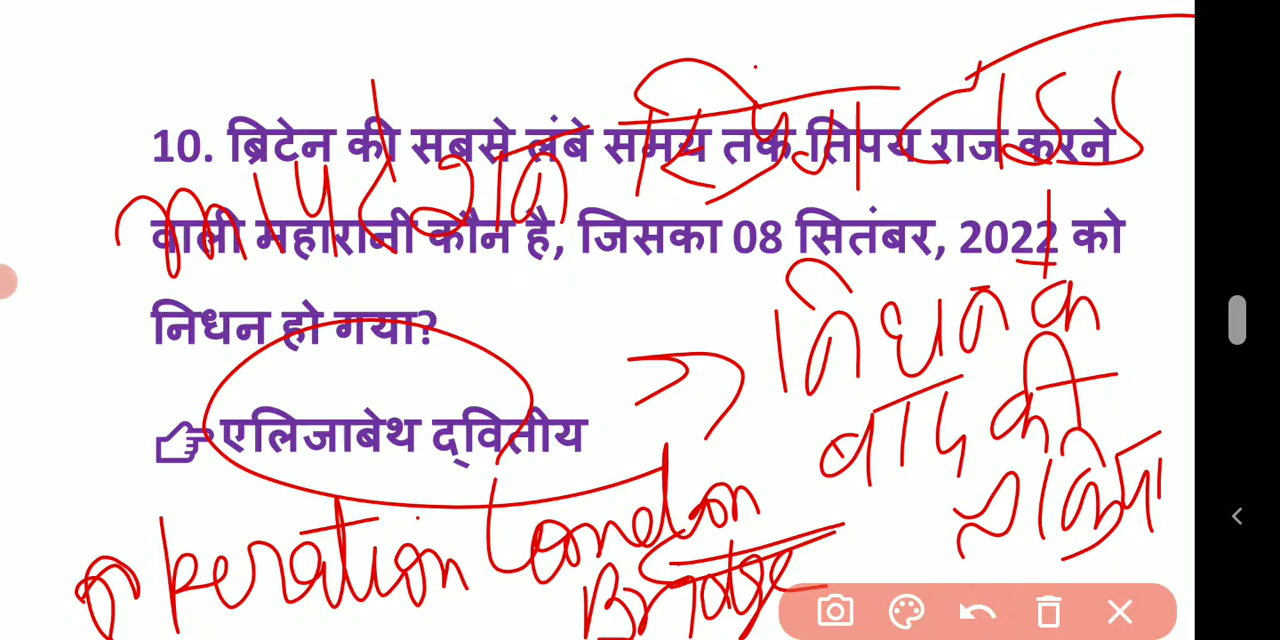 10. ब्रिटेन की सबसे लंबे समय तक तिपय राज करने
वाली महारानी कौन है, जिसका 08 सितंबर, 2022 को
निधन हो गया?
निधन के
बाद की
एलिजाबेथ द्वितीय
operation London
Bridge